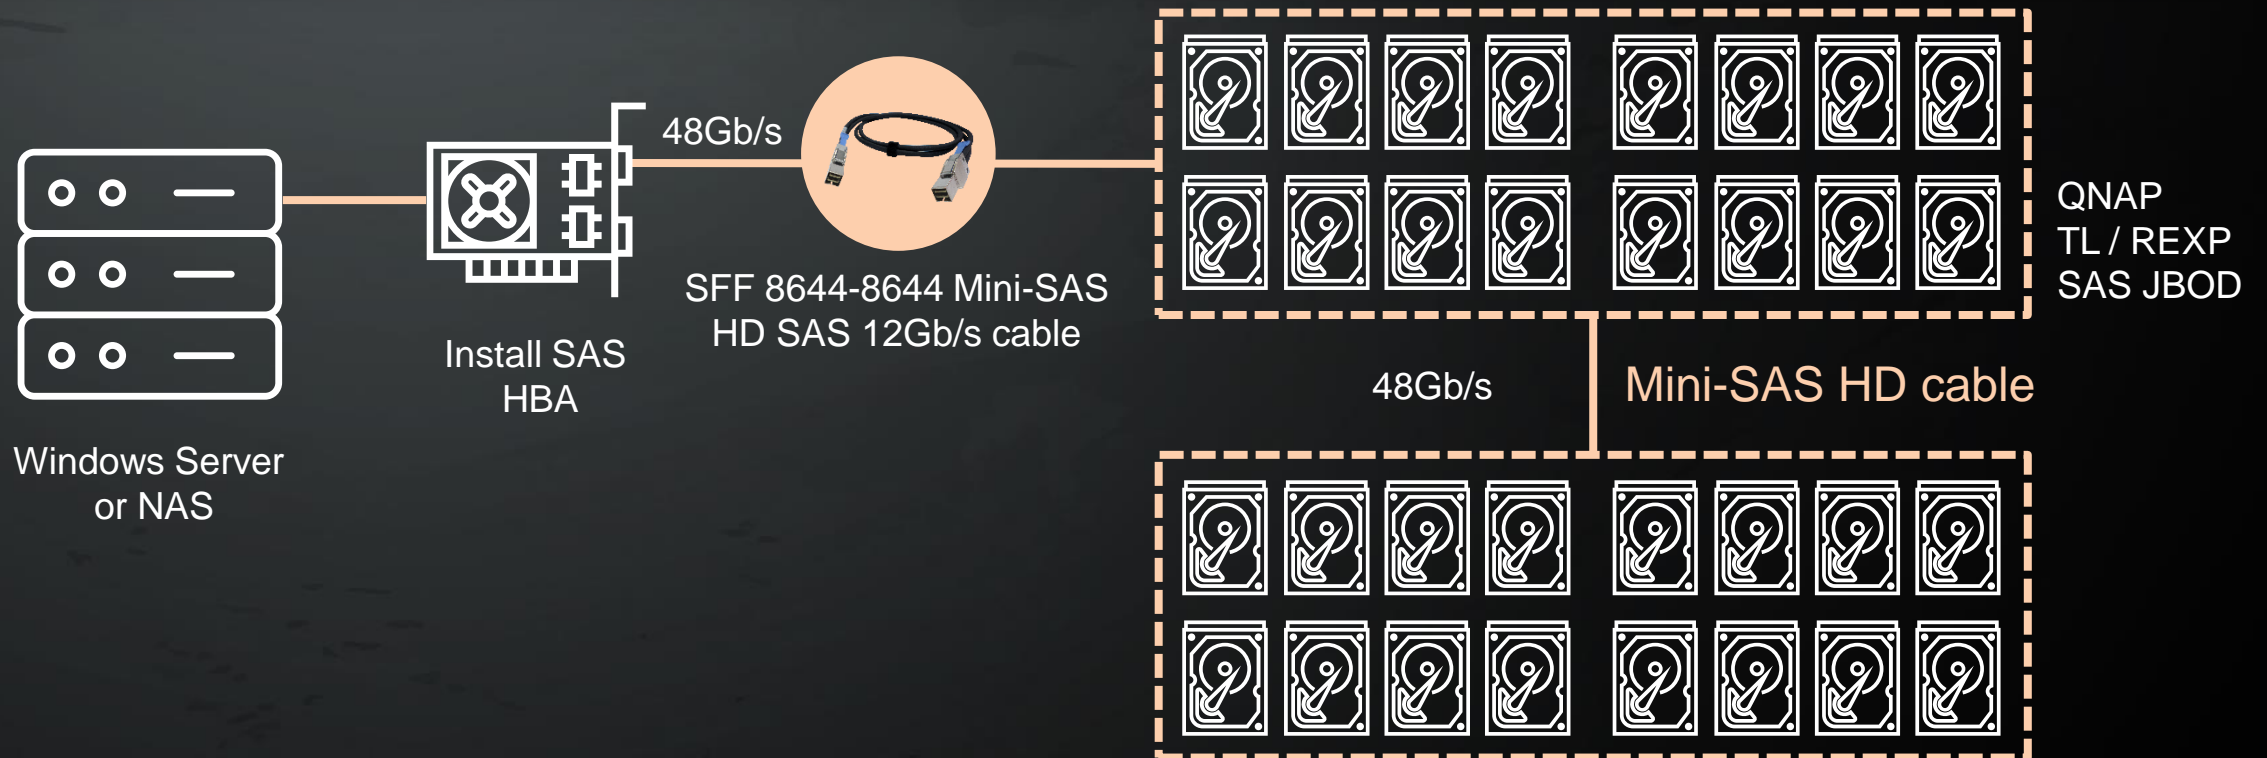 48Gb/s
SFF 8644-8644 Mini-SAS
HD SAS 12Gb/s cable
Install SAS
HBA
Windows Server
or NAS
QNAP
TL / REXP
SAS JBOD
48Gb/s
Mini-SAS HD cable